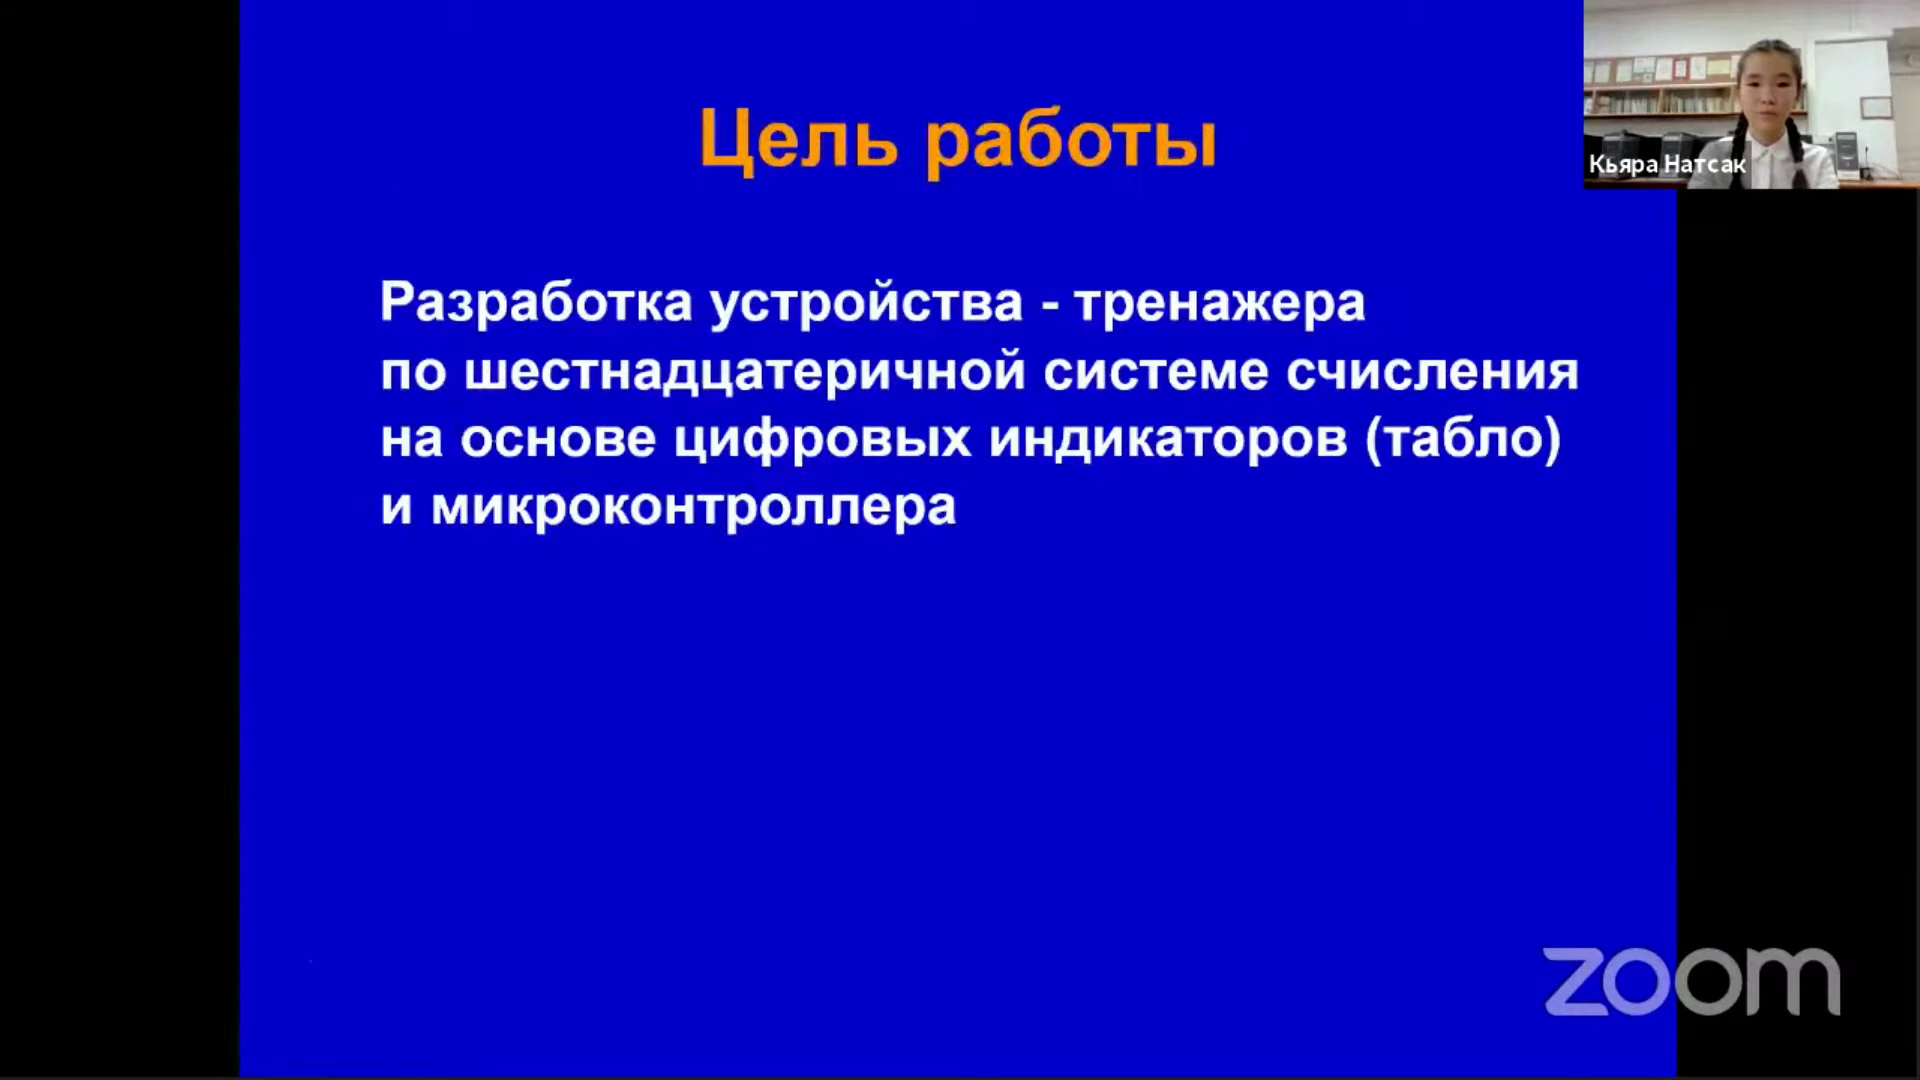 Цель работы
Кьяра Натсак
Разработка устройства - тренажера
по шестнадцатеричной системе счисления
на основе цифровых индикаторов (табло)
и микроконтроллера
zoom